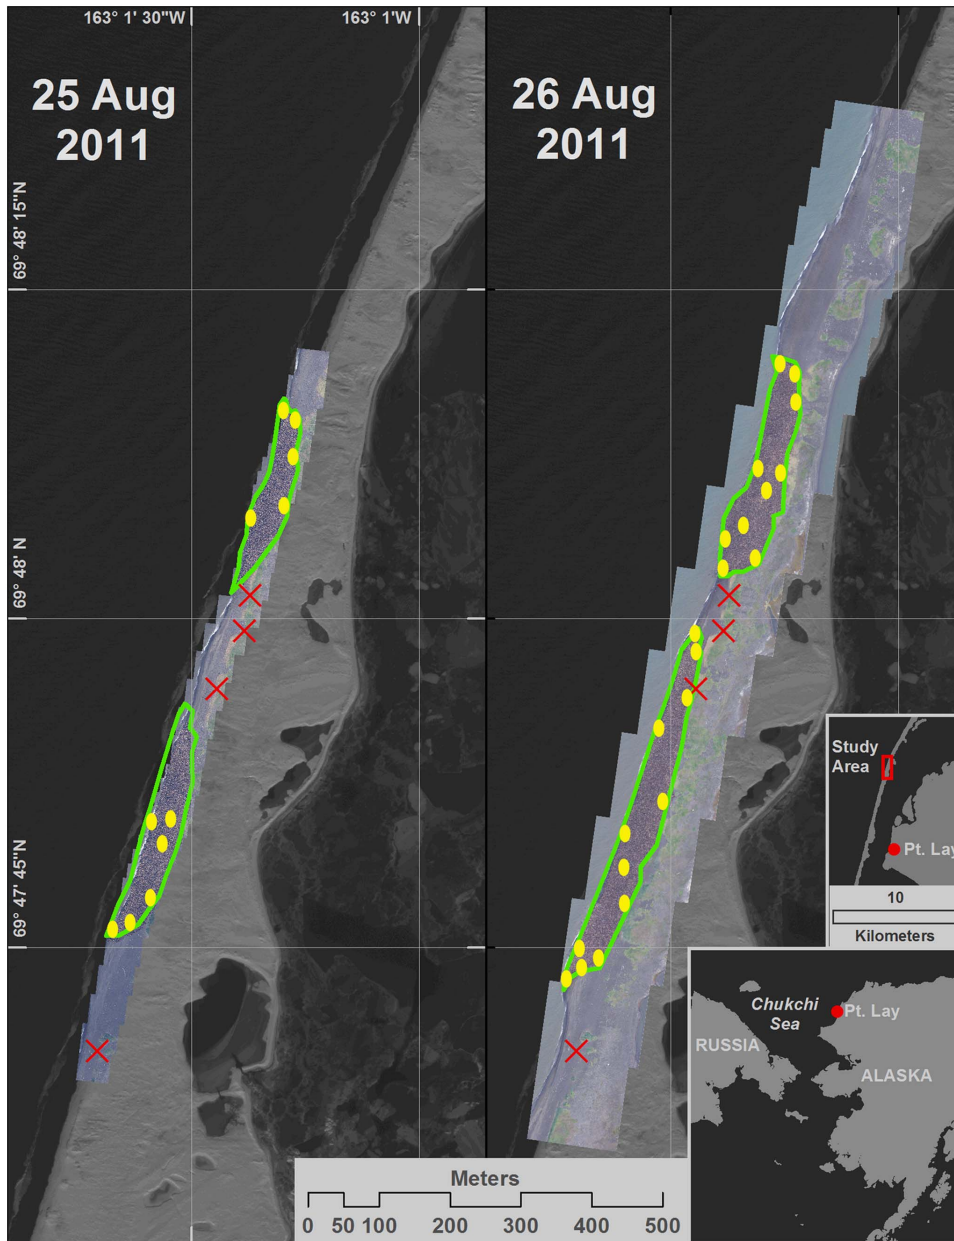 163° 1' 30"W
163° 1'W
25 Aug
2011
26 Aug
2011
69° 48' 15"N
69° 48' N
69° 47' 45"N
Study
Area
Pt. Lay
10
Kilometers
Chukchi
Sea
Pt. Lay
RUSSIA
ALASKA
Meters
0 50 100 200 300 400 500